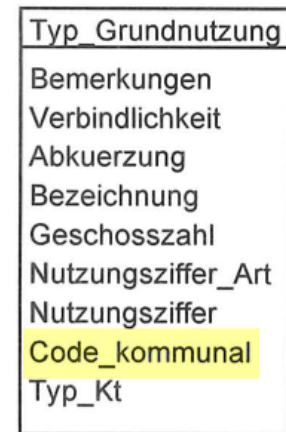 Typ_Grundnutzung
Bemerkungen
Verbindlichkeit
Abkuerzung
Bezeichnung
Geschosszahl
Nutzungsziffer_Art
Nutzungsziffer
Code_kommunal
Typ_Kt